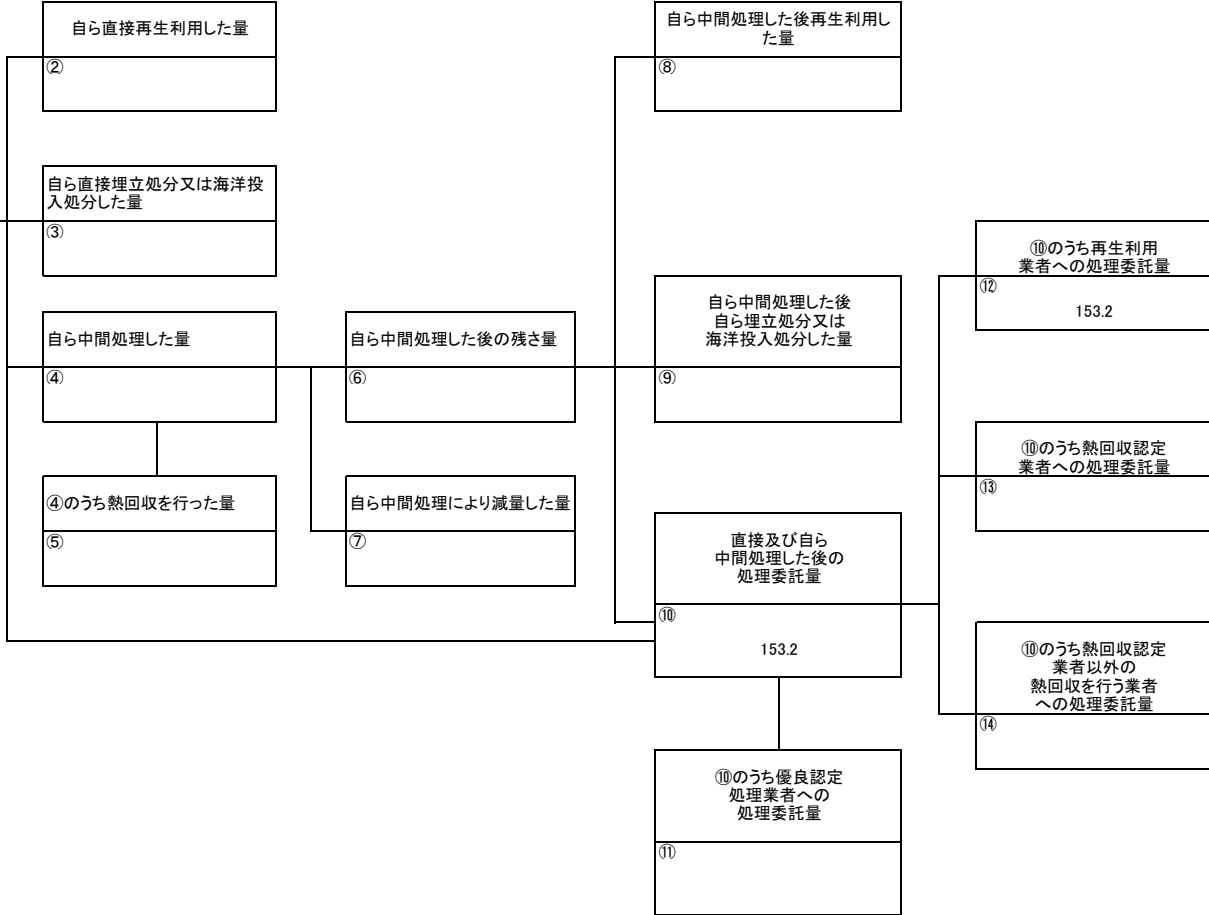 自ら直接再生利用した量
②
自ら直接埋立処分又は海洋投
入処分した量
③
自ら中間処理した量
④
④のうち熱回収を行った量
⑤
自ら中間処理した後の残さ量
⑥
自ら中間処理により減量した量
⑦
自ら中間処理した後再生利用し
た量
⑧
自ら中間処理した後
自ら埋立処分又は
海洋投入処分した量
⑨
直接及び自ら
中間処理した後の
処理委託量
⑩
153.2
⑩のうち優良認定
処理業者への
処理委託量
⑪
⑩のうち再生利用
業者への処理委託量
⑫
153.2
⑩のうち熱回収認定
業者への処理委託量
⑬
⑩のうち熱回収認定
業者以外の
熱回収を行う業者
への処理委託量
⑭